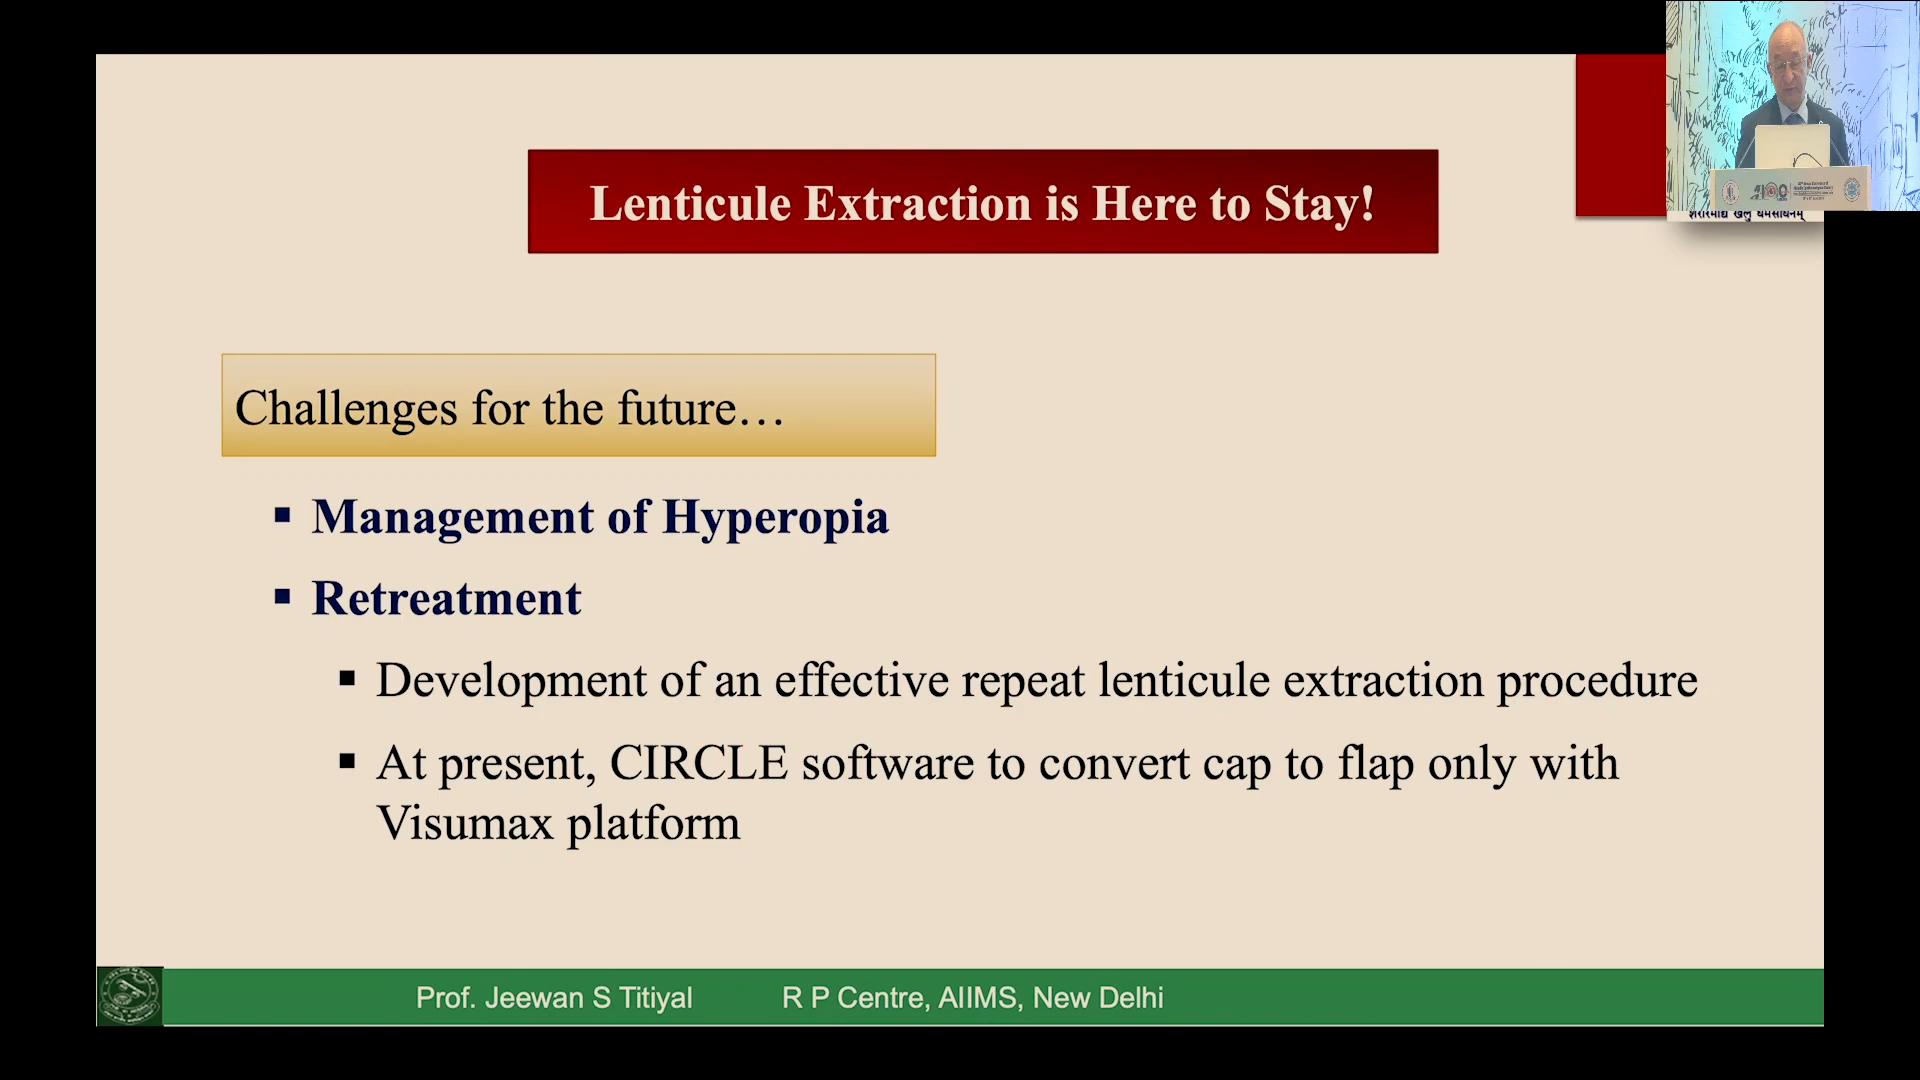 Lenticule Extraction is Here to Stay!
Challenges for the future…
▪ Management of Hyperopia
▪ Retreatment
▪ Development of an effective repeat lenticule extraction procedure
▪ At present, CIRCLE software to convert cap to flap only with
Visumax platform
Prof. Jeewan S Titiyal R P Centre, AIIMS, New Delhi